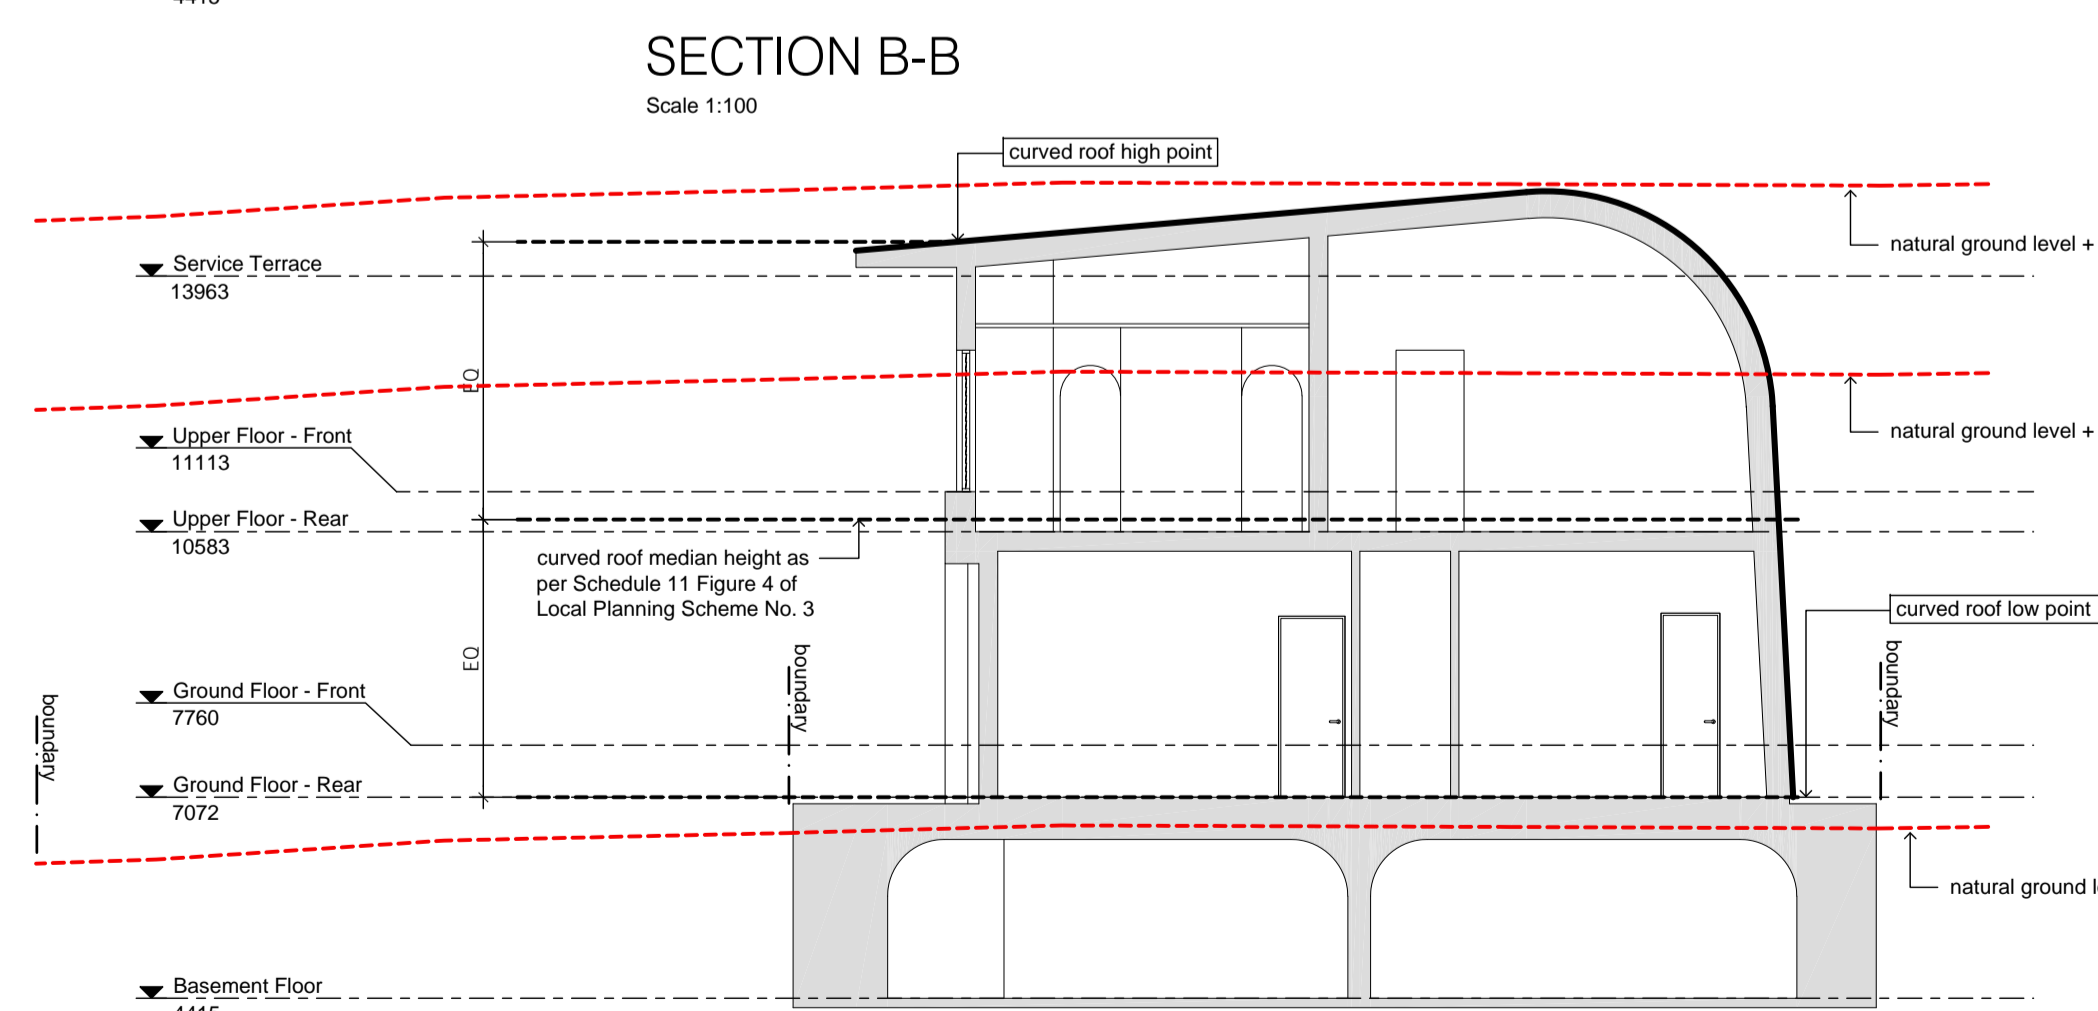 SECTION B-B
Scale 1:100
curved roof high point
natural ground level +
Service Terrace
13963
EQ
natural ground level +
Upper Floor - Front
11113
Upper Floor - Rear
10583
curved roof median height as
per Schedule 11 Figure 4 of
Local Planning Scheme No. 3
curved roof low point
EQ
boundary
boundary
boundary
Ground Floor - Front
7760
Ground Floor - Rear
7072
natural ground
Basement Floor